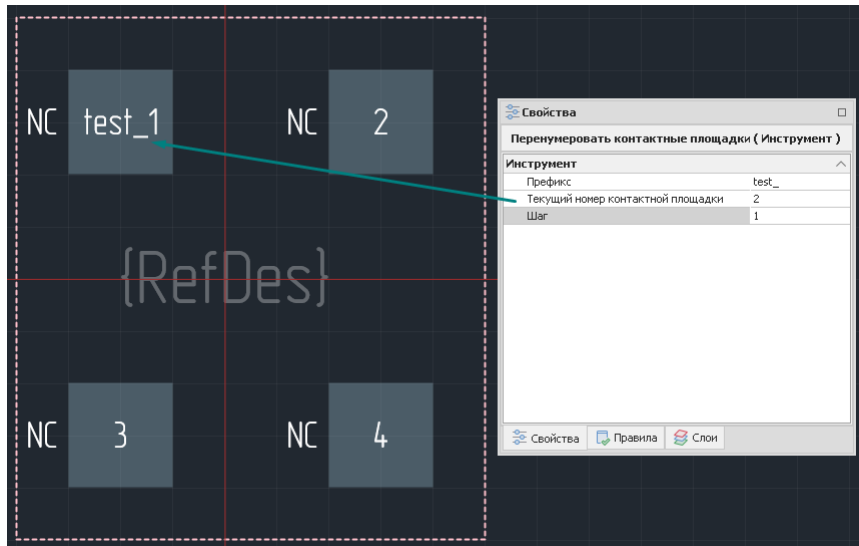 NC test_1 NC 2
{RefDes}
NC 3 NC 4
Свойства
Перенумеровать контактные площадки ( Инструмент )
Инструмент
Префикс test_
Текущий номер контактной площадки 2
Шаг 1
Свойства Правила Слои